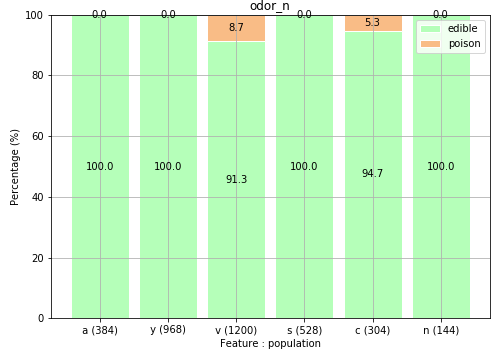 odor_n
100
80
60
40
20
0
Percentage (%)
0.0
0.0
8.7
0.0
5.3
0.0
edible
poison
100.0
100.0
91.3
100.0
94.7
100.0
a (384)
y (968)
v (1200)
s (528)
c (304)
n (144)
Feature : population